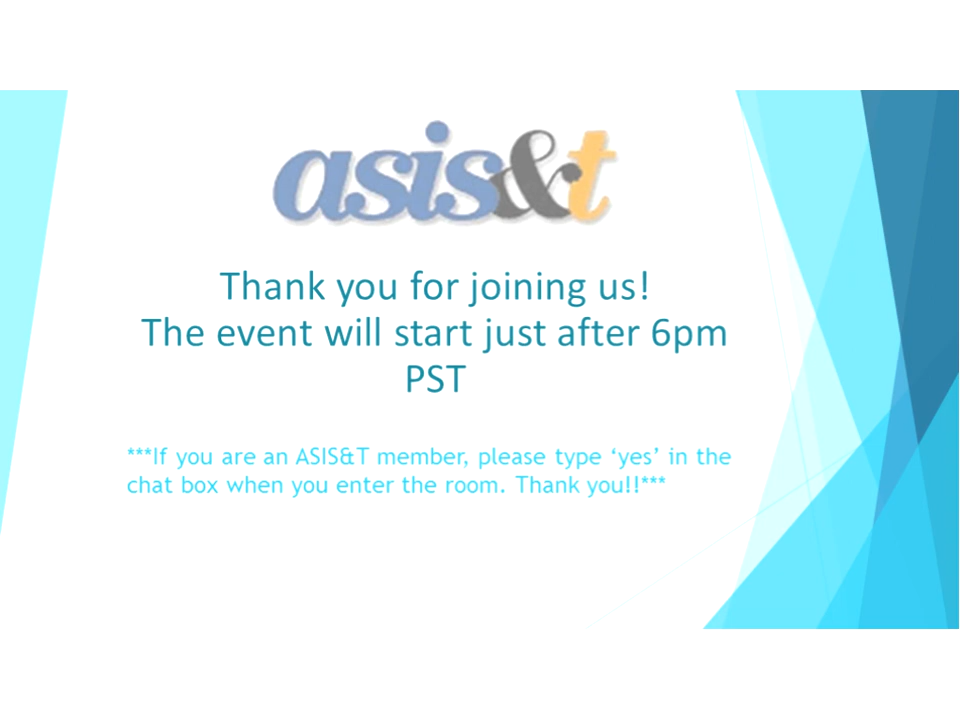 asis&t
Thank you for joining us!
The event will start just after 6pm
PST
***If you are an ASIS&T member, please type ‘yes’ in the
chat box when you enter the room. Thank you!!***